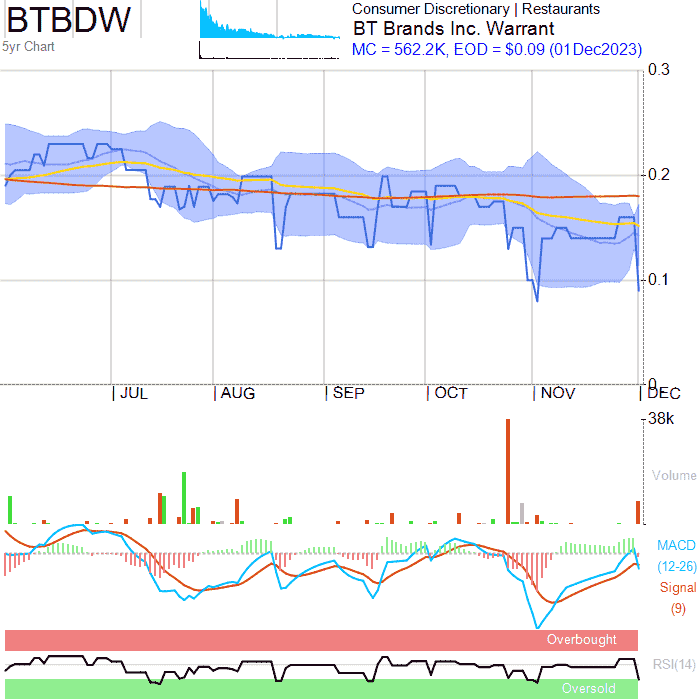 BTBDW
5yr Chart
Consumer Discretionary | Restaurants
BT Brands Inc. Warrant
MC = 562.2K, EOD = $0.09 (01Dec2023)
0.3
0.2
0.1
0
JUL AUG SEP OCT NOV DEC
38k
Volume
MACD
(12-26)
Signal
(9)
Overbought
RSI(14)
Oversold